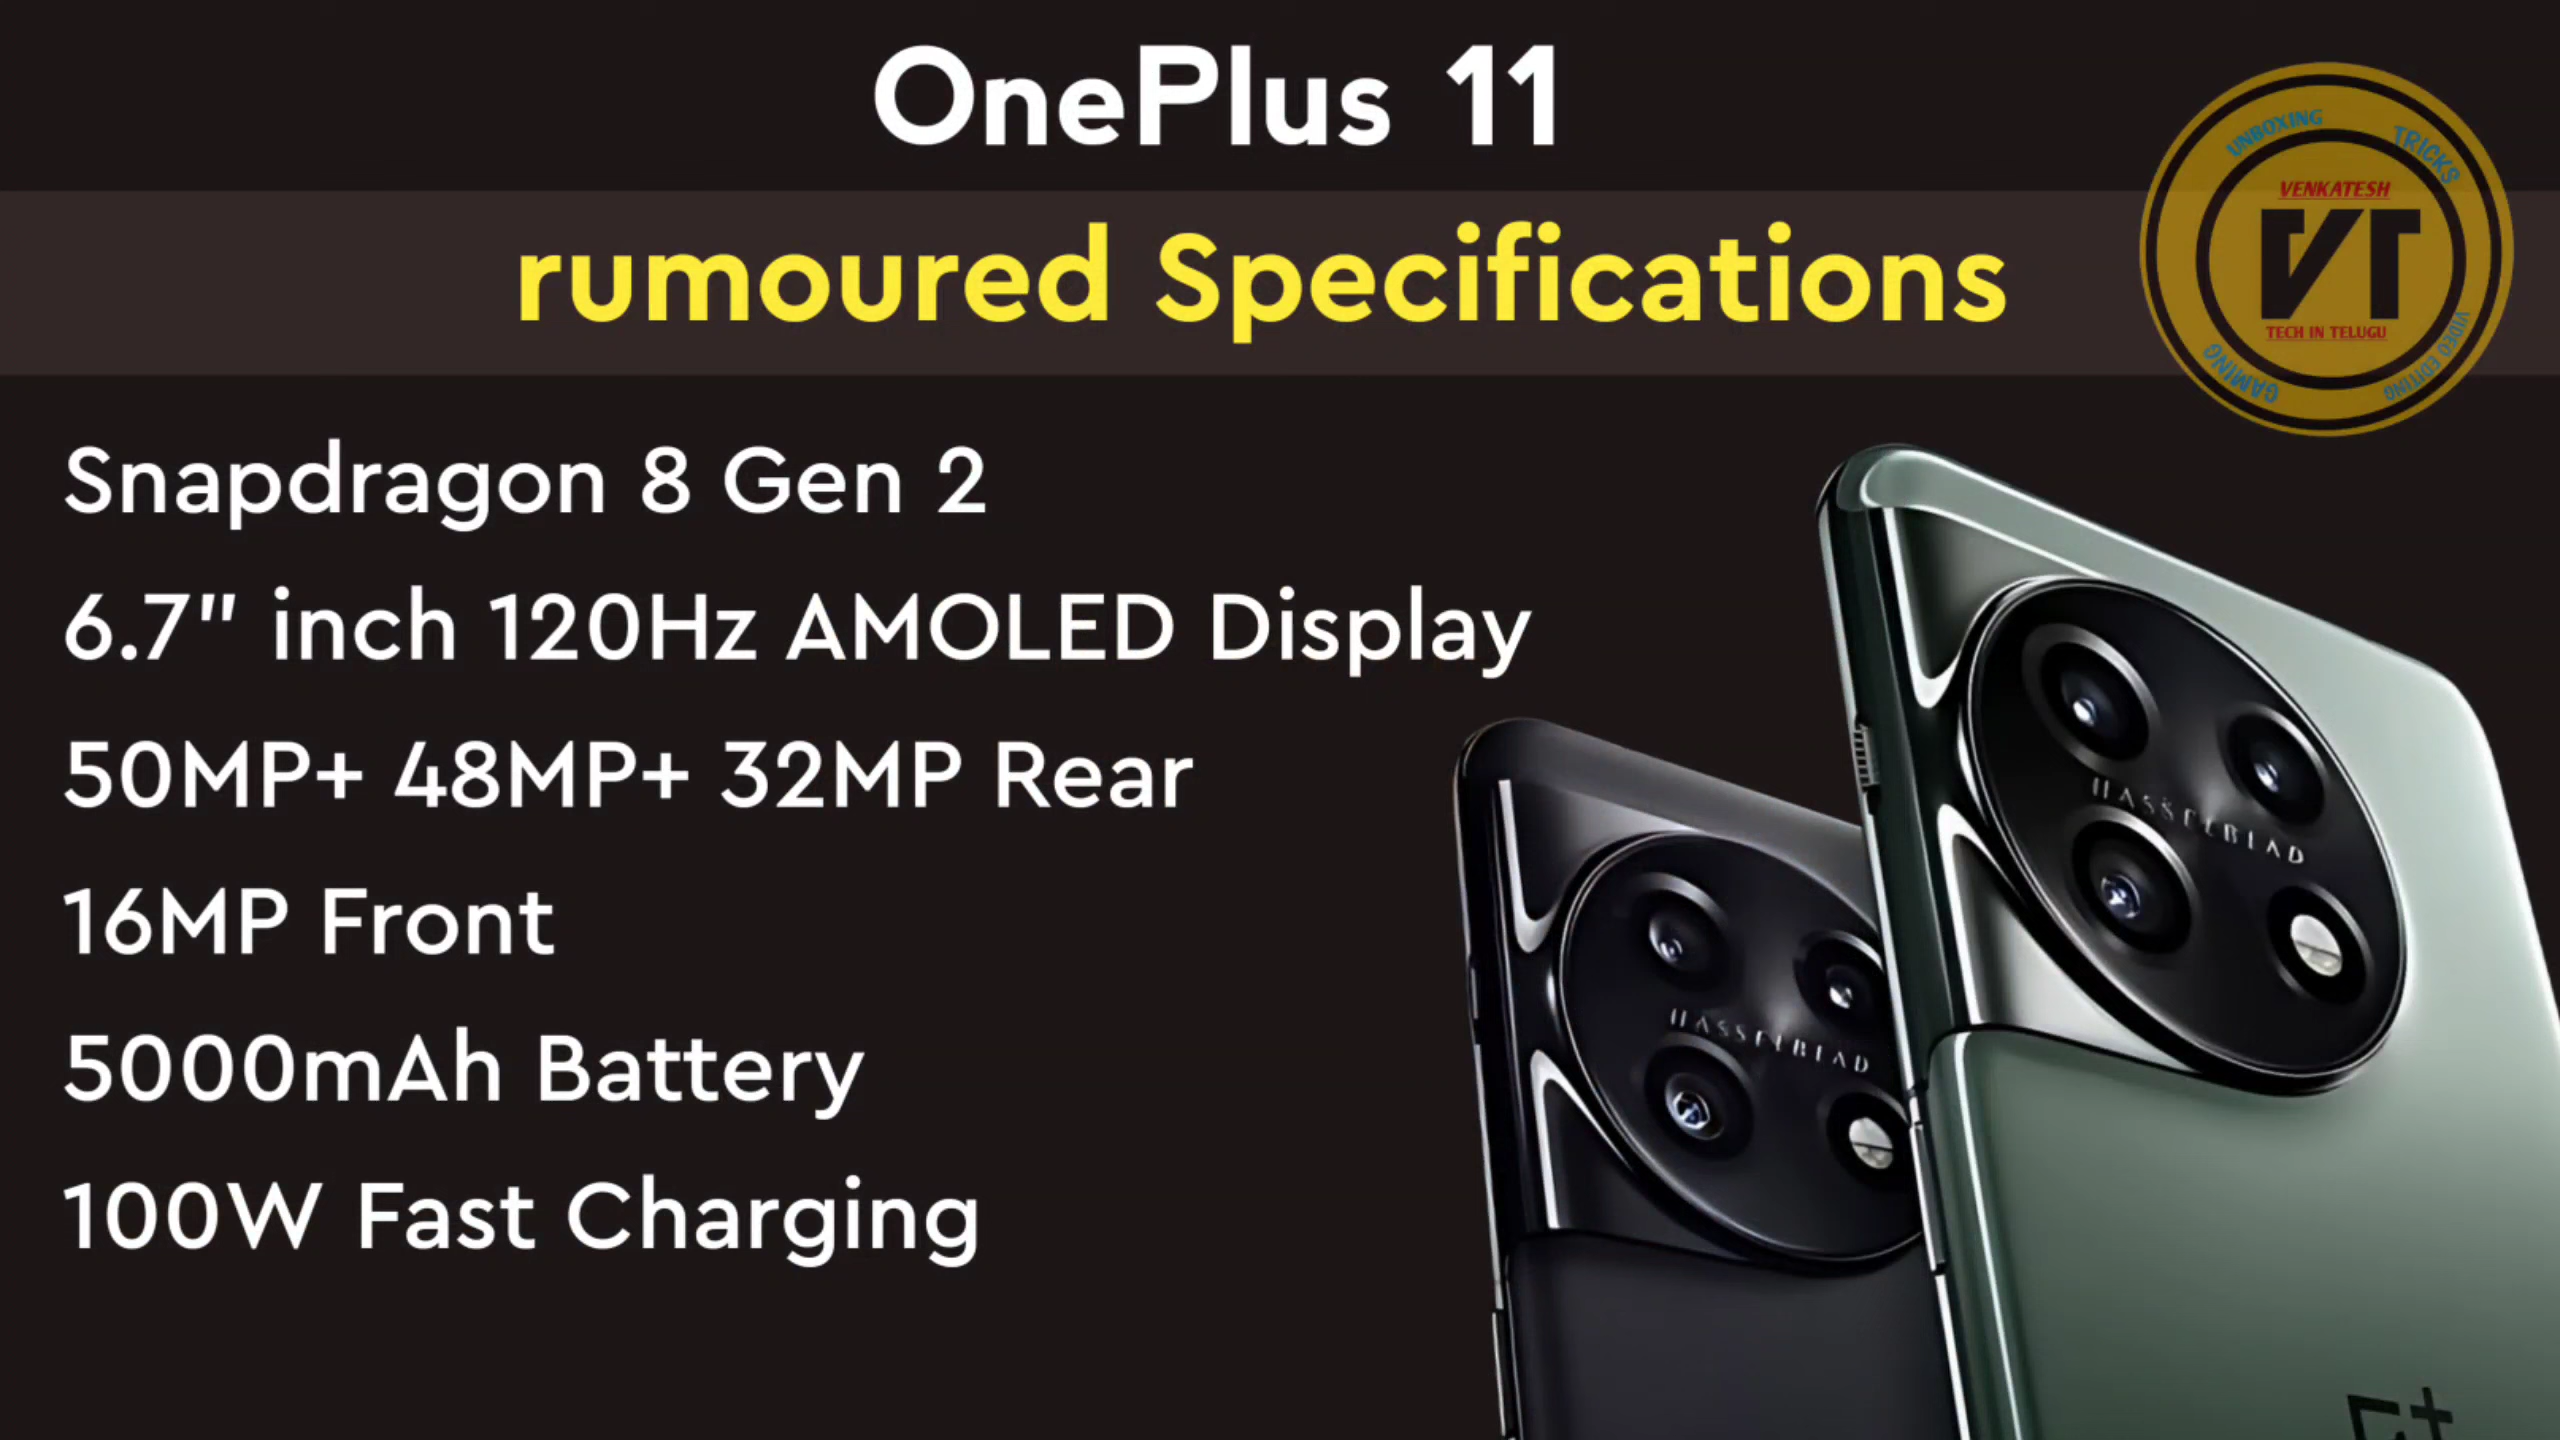 OnePlus 11
rumoured Specifications
UNBOXING
TRICKS
VENKATESH
VT
TECH IN TELUGU
GAMING
VIDEO EDITING
Snapdragon 8 Gen 2
6.7" inch 120Hz AMOLED Display
50MP+ 48MP+ 32MP Rear
16MP Front
5000mAh Battery
100W Fast Charging
HASSELBLAD
HASSELBLAD